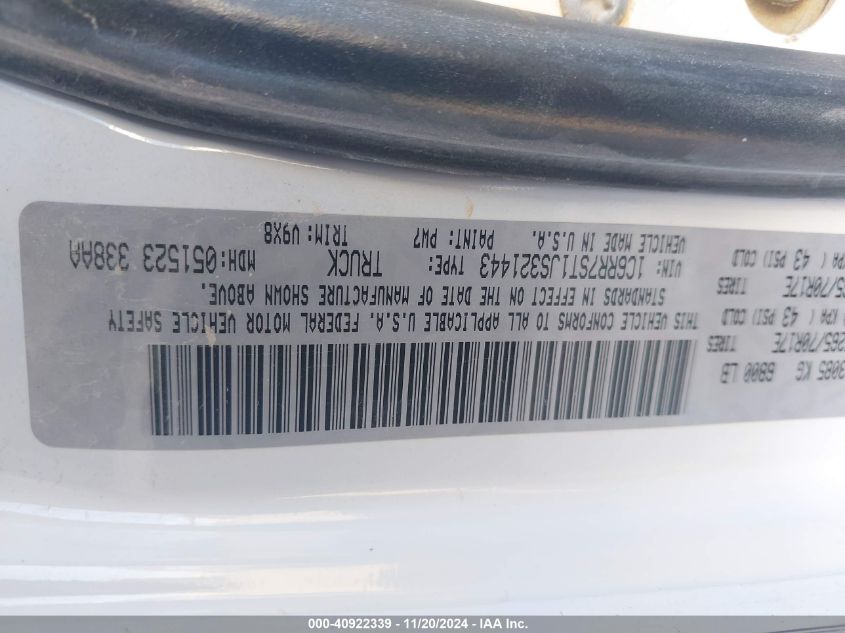 3085 KG 6800 LB
265/70R17E TIRES
KPA ( 43 PSI) COLD
TIRES
KPA ( 43 PSI) COLD
THIS VEHICLE CONFORMS TO ALL APPLICABLE U.S.A. FEDERAL MOTOR VEHICLE SAFETY
STANDARDS IN EFFECT ON THE DATE OF MANUFACTURE SHOWN ABOVE.
VIN: 1C6RR7ST1JS321443 TYPE: TRUCK MDH:051523 338AA
VEHICLE MADE IN U.S.A. PAINT: PW7 TRIM: V9X8
000-40922339 - 11/20/2024 - IAA Inc.